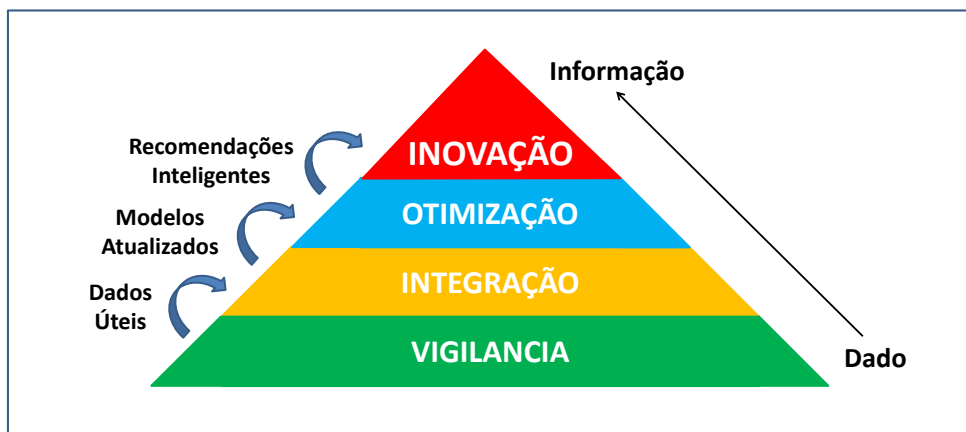 Informação
Recomendações
Inteligentes
INOVAÇÃO
Modelos
Atualizados
OTIMIZAÇÃO
Dados
Úteis
INTEGRAÇÃO
VIGILANCIA
Dado